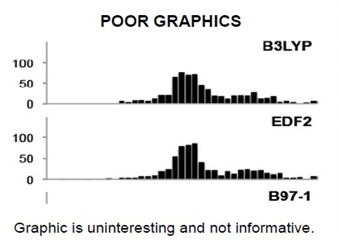 POOR GRAPHICS
B3LYP
100
50
0
EDF2
100
50
0
B97-1
Graphic is uninteresting and not informative.